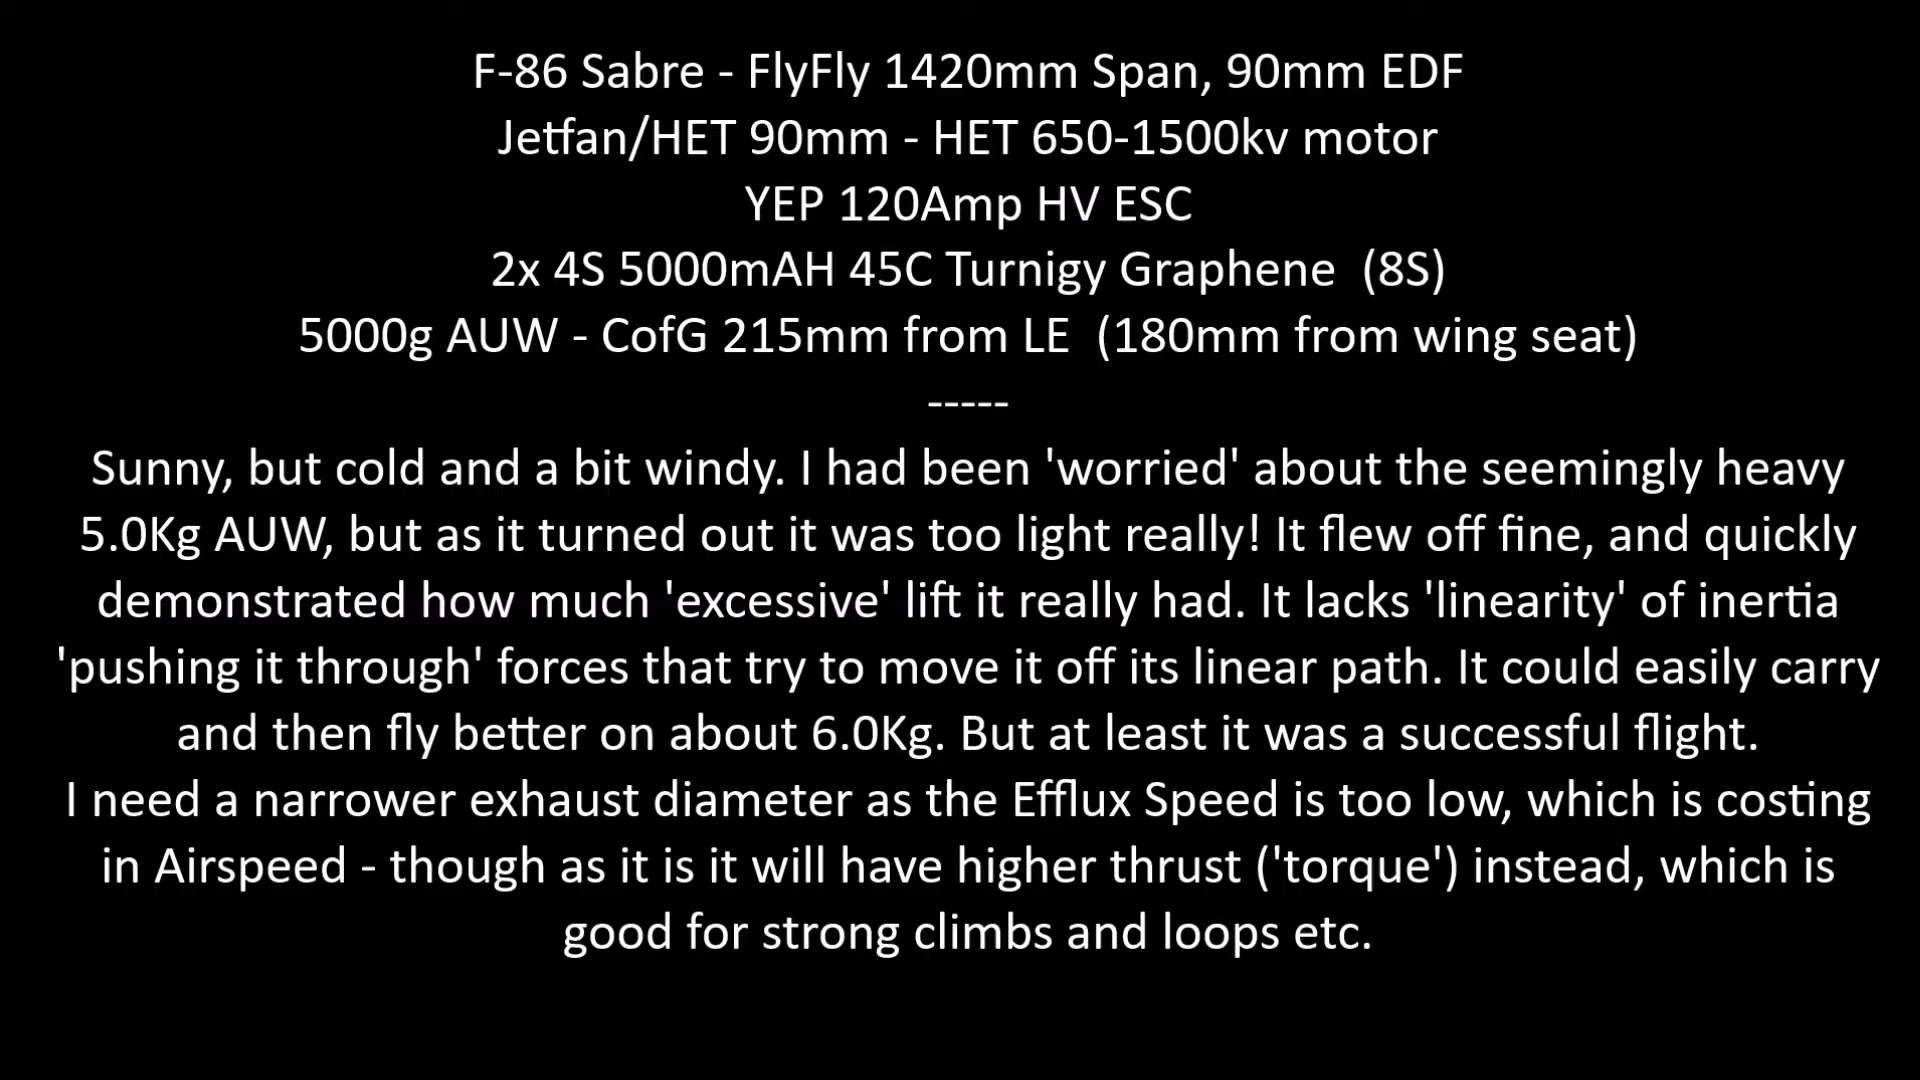 F-86 Sabre - FlyFly 1420mm Span, 90mm EDF
Jetfan/HET 90mm - HET 650-1500kv motor
YEP 120Amp HV ESC
2x 4S 5000mAH 45C Turnigy Graphene  (8S)
5000g AUW - CofG 215mm from LE  (180mm from wing seat)
-----
Sunny, but cold and a bit windy. I had been 'worried' about the seemingly heavy
5.0Kg AUW, but as it turned out it was too light really! It flew off fine, and quickly
demonstrated how much 'excessive' lift it really had. It lacks 'linearity' of inertia
'pushing it through' forces that try to move it off its linear path. It could easily carry
and then fly better on about 6.0Kg. But at least it was a successful flight.
I need a narrower exhaust diameter as the Efflux Speed is too low, which is costing
in Airspeed - though as it is it will have higher thrust ('torque') instead, which is
good for strong climbs and loops etc.